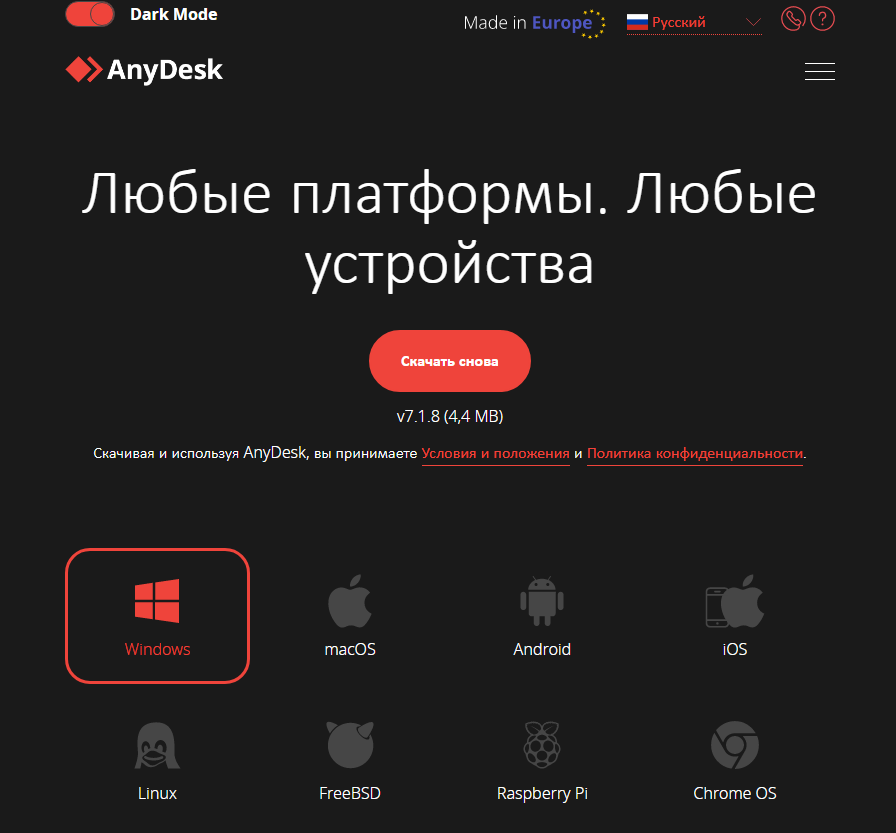 Dark Mode
Made in Europe
Русский
?
AnyDesk
Любые платформы. Любые
устройства
Скачать снова
v7.1.8 (4,4 MB)
Скачивая и используя AnyDesk, вы принимаете Условия и положения и Политика конфиденциальности.
Windows
macOS
Android
iOS
Linux
FreeBSD
Raspberry Pi
Chrome OS